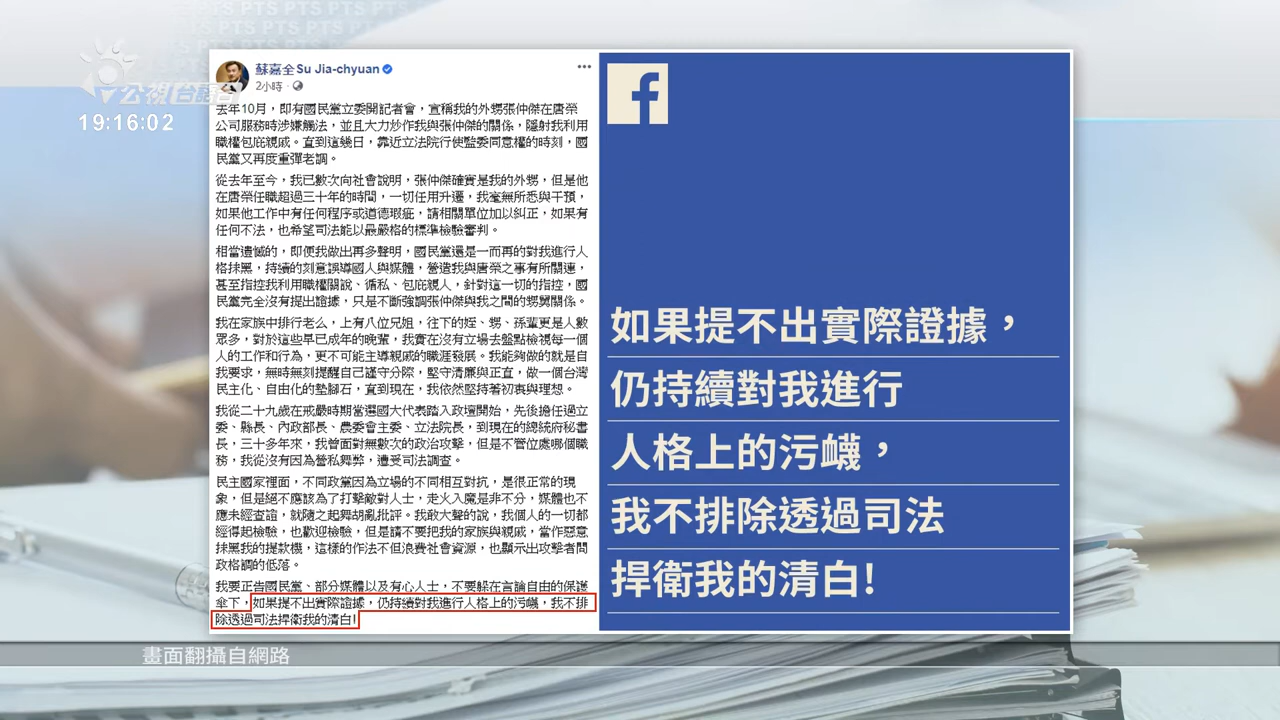 PTS PTS PTS PTS
公視台語台
19:16:02
蘇嘉全Su Jia-chyuan
2小時
去年10月，即有國民黨立委開記者會，宣稱我的外甥張仲傑在唐榮
公司服務時涉嫌觸法，並且大力炒作我與張仲傑的關係，隱射我利用
職權包庇親戚。直到這幾日，靠近立法院行使監委同意權的時刻，國
民黨又再度重彈老調。
從去年至今，我已數次向社會說明，張仲傑確實是我的外甥，但是他
在唐榮任職超過三十年的時間，一切任用升遷，我毫無所悉與干預，
如果他工作中有任何程序或道德瑕疵，請相關單位加以糾正，如果有
任何不法，也希望司法能以最嚴格的標準檢驗審判。
相當遺憾的，即便我做出再多聲明，國民黨還是一而再的對我進行人
格抹黑，持續的刻意誤導國人與媒體，營造我與唐榮之事有所關連，
甚至指控我利用職權關說、循私、包庇親人，針對這一切的指控，國
民黨完全沒有提出證據，只是不斷強調張仲傑與我之間的甥舅關係。
我在家族中排行老么，上有八位兄姐，往下的姪、甥、孫輩更是人數
眾多，對於這些早已成年的晚輩，我實在沒有立場去盤點檢視每一個
人的工作和行為，更不可能主導親戚的職涯發展。我能夠做的就是自
我要求，無時無刻提醒自己謹守分際，堅守清廉與正直，做一個台灣
民主化、自由化的墊腳石，直到現在，我依然堅持著初衷與理想。
我從二十九歲在戒嚴時期當選國大代表踏入政壇開始，先後擔任過立
委、縣長、內政部長、農委會主委、立法院長，到現在的總統府秘書
長，三十多年來，我曾面對無數次的政治攻擊，但是不管位處哪個職
務，我從沒有因為營私舞弊，遭受司法調查。
民主國家裡面，不同政黨因為立場的不同相互對抗，是很正常的現
象，但是絕不應該為了打擊敵對人士，走火入魔是非不分，媒體也不
應未經查證，就隨之起舞胡亂批評。我敢大聲的說，我個人的一切都
經得起檢驗，也歡迎檢驗，但是請不要把我的家族與親戚，當作惡意
抹黑我的提款機，這樣的作法不但浪費社會資源，也顯示出攻擊者問
政格調的低落。
我要正告國民黨、部分媒體以及有心人士，不要躲在言論自由的保護
傘下，如果提不出實際證據，仍持續對我進行人格上的污衊，我不排
除透過司法捍衛我的清白!
f
如果提不出實際證據，
仍持續對我進行
人格上的污衊，
我不排除透過司法
捍衛我的清白!
畫面翻攝自網路